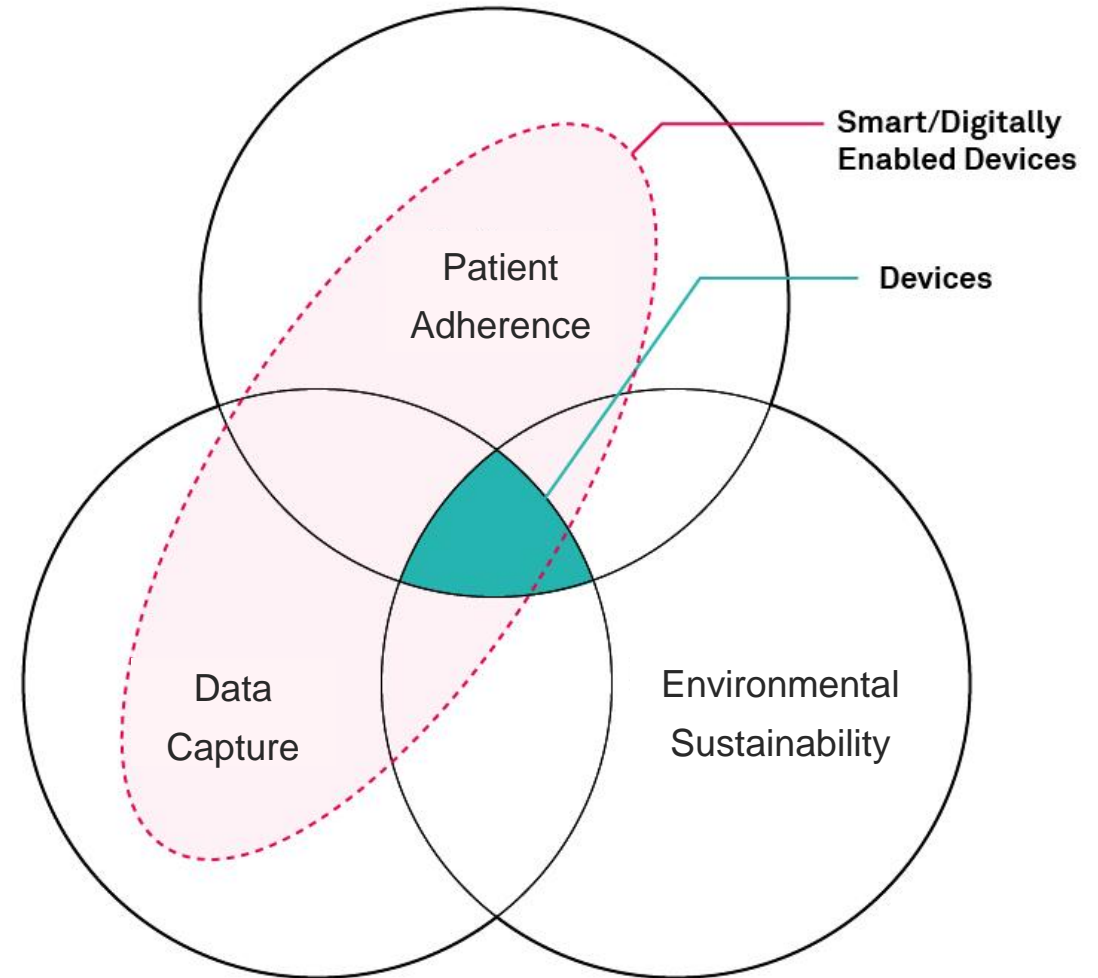 Smart/Digitally
Enabled Devices
Patient
Adherence
Devices
Data
Capture
Environmental
Sustainability